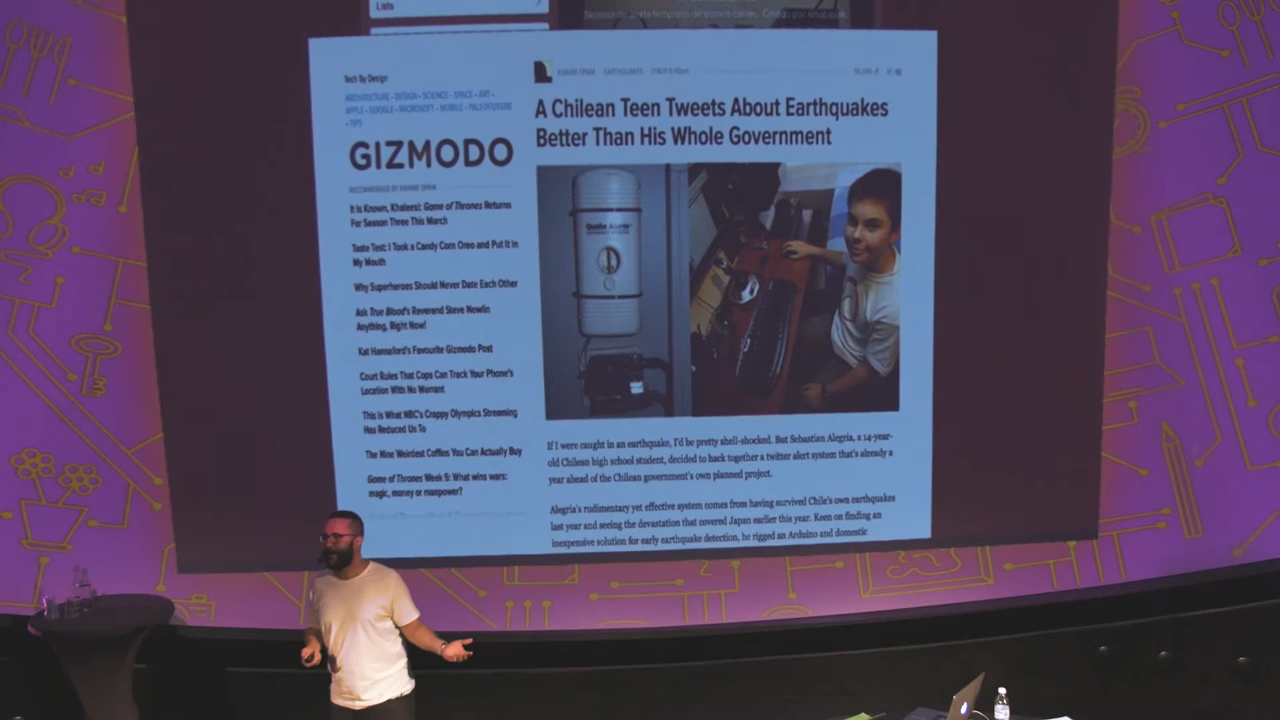 Lists
Tech By Design
ARCHITECTURE • DESIGN • SCIENCE • SPACE • ART •
APPLE • GOOGLE • MICROSOFT • MOBILE • PALEOFUTURE
• TIPS
GIZMODO
It Is Known, Khaleesi: Game of Thrones Returns
For Season Three This March
Taste Test: I Took a Candy Corn Oreo and Put It in
My Mouth
Why Superheroes Should Never Date Each Other
Ask True Blood's Reverend Steve Newlin
Anything, Right Now!
Kat Hannaford's Favourite Gizmodo Post
Court Rules That Cops Can Track Your Phone's
Location With No Warrant
This Is What NBC's Crappy Olympics Streaming
Has Reduced Us To
The Nine Weirdest Coffins You Can Actually Buy
Game of Thrones Week 5: What wins wars:
magic, money or manpower?
EARTHQUAKES
A Chilean Teen Tweets About Earthquakes
Better Than His Whole Government
If I were caught in an earthquake, I'd be pretty shell-shocked. But Sebastian Alegria, a 14-year-
old Chilean high school student, decided to hack together a twitter alert system that's already a
year ahead of the Chilean government's own planned project.
Alegria's rudimentary yet effective system comes from having survived Chile's own earthquakes
last year and seeing the devastation that covered Japan earlier this year. Keen on finding an
inexpensive solution for early earthquake detection, he rigged an Arduino and domestic